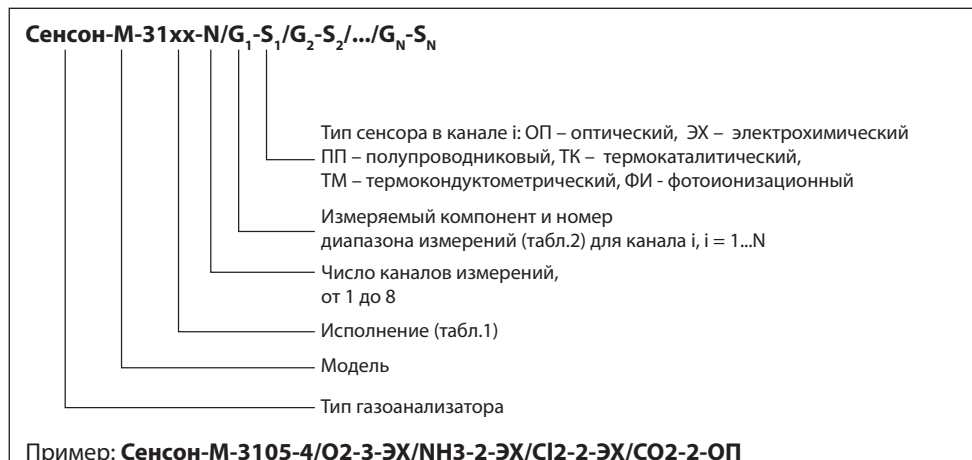 Сенсон-М-31xx-N/G1-S1/G2-S2/.../GN-SN
Тип сенсора в канале i: ОП – оптический, ЭХ – электрохимический
ПП – полупроводниковый, ТК – термокаталитический,
ТМ – термокондуктометрический, ФИ - фотоионизационный
Измеряемый компонент и номер
диапазона измерений (табл.2) для канала i, i = 1...N
Число каналов измерений,
от 1 до 8
Исполнение (табл.1)
Модель
Тип газоанализатора
Пример: Сенсон-М-3105-4/O2-3-ЭХ/NH3-2-ЭХ/Cl2-2-ЭХ/CO2-2-ОП